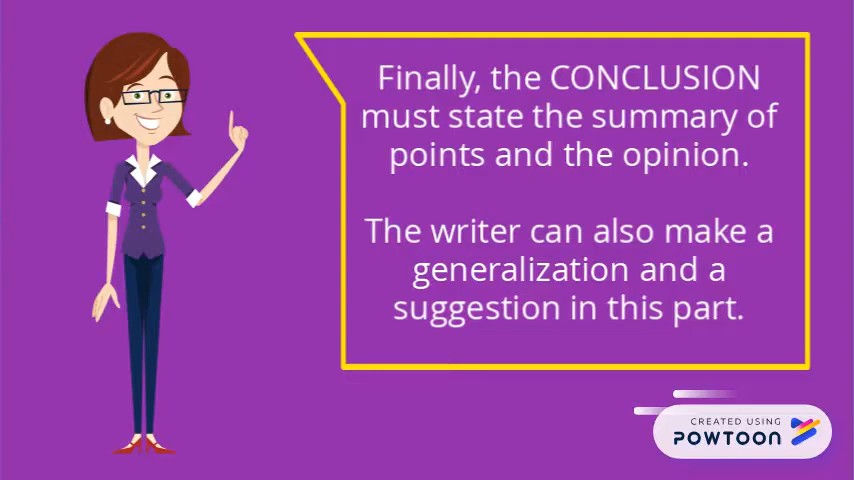 Finally, the CONCLUSION
must state the summary of
points and the opinion.
The writer can also make a
generalization and a
suggestion in this part.
CREATED USING
POWTOON